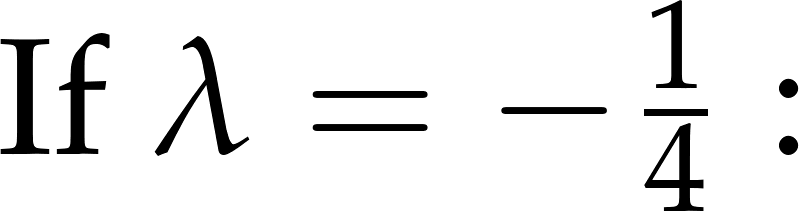 If λ = − 1/4 :